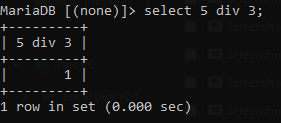 MariaDB [(none)]> select 5 div 3;
+---------+
| 5 div 3 |
+---------+
|       1 |
+---------+
1 row in set (0.000 sec)